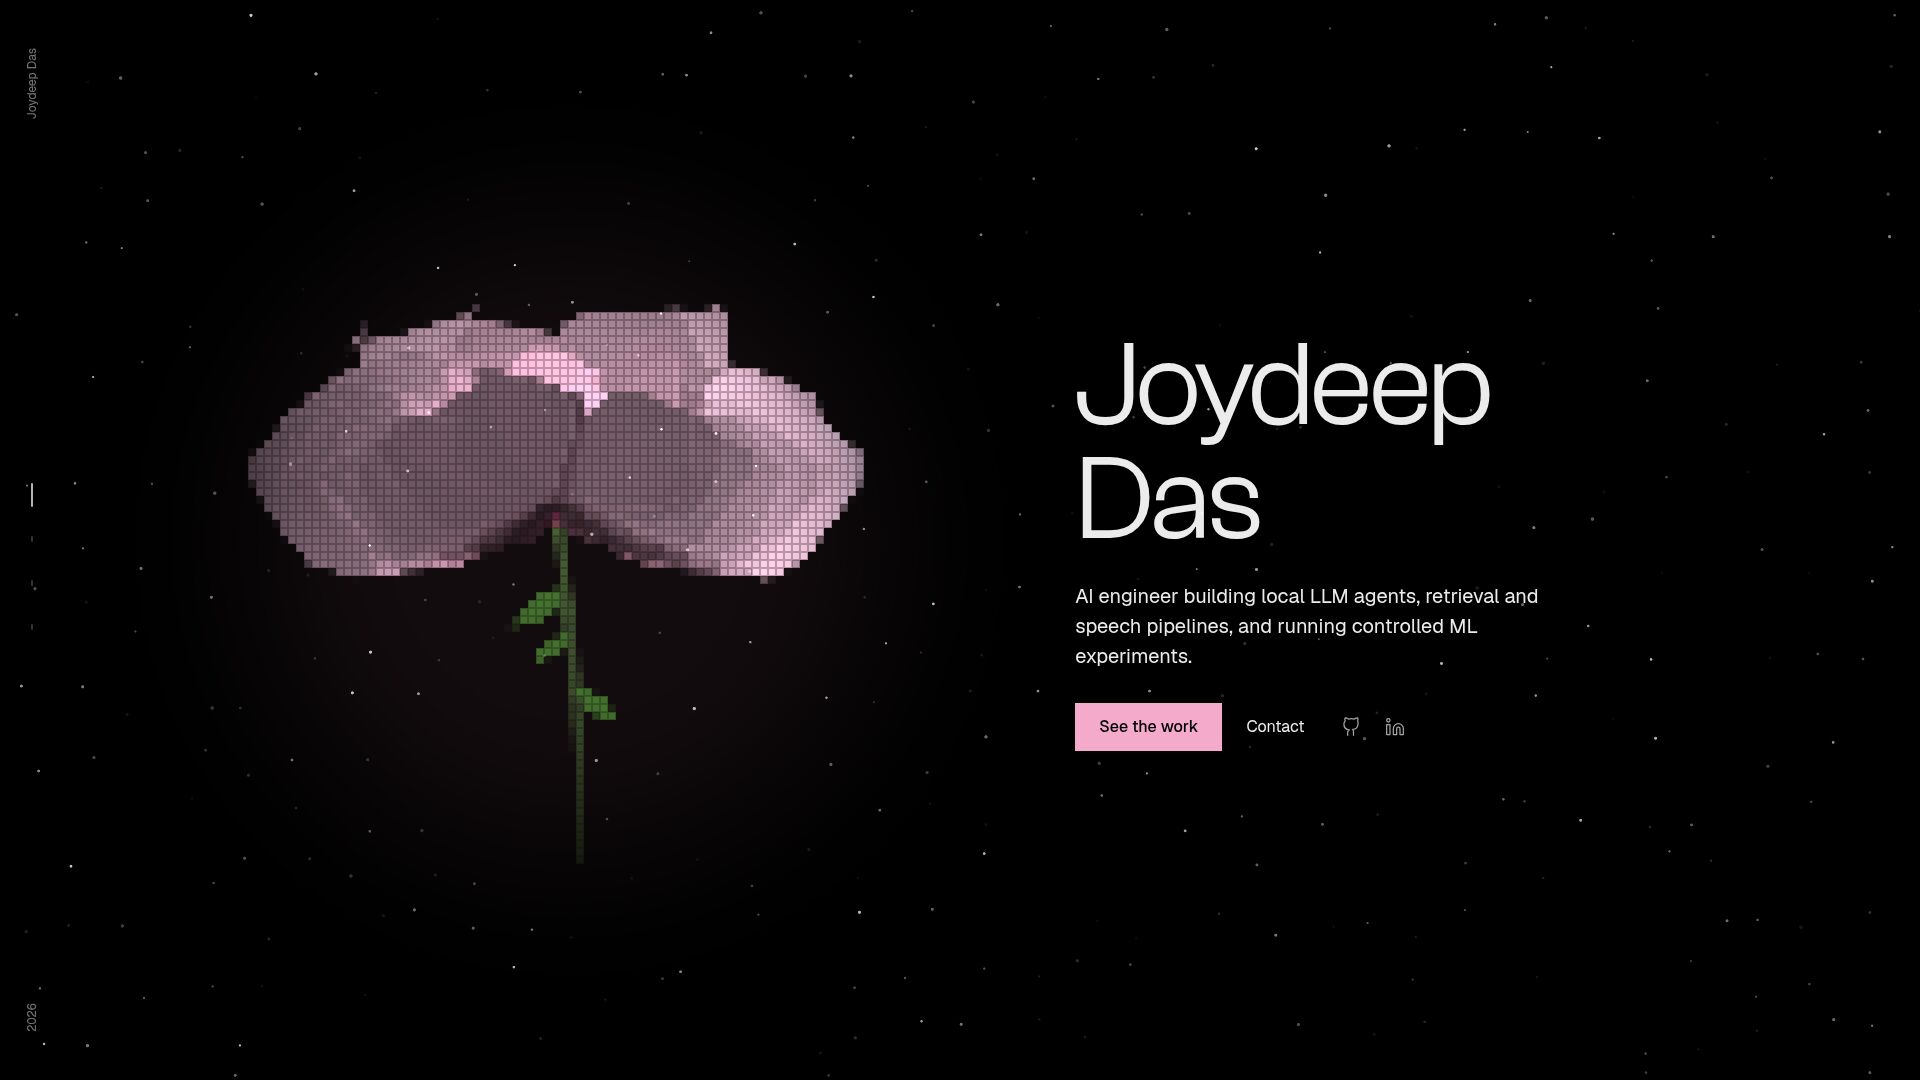 Joydeep Das
Joydeep
Das
AI engineer building local LLM agents, retrieval and
speech pipelines, and running controlled ML
experiments.
See the work
Contact
2026